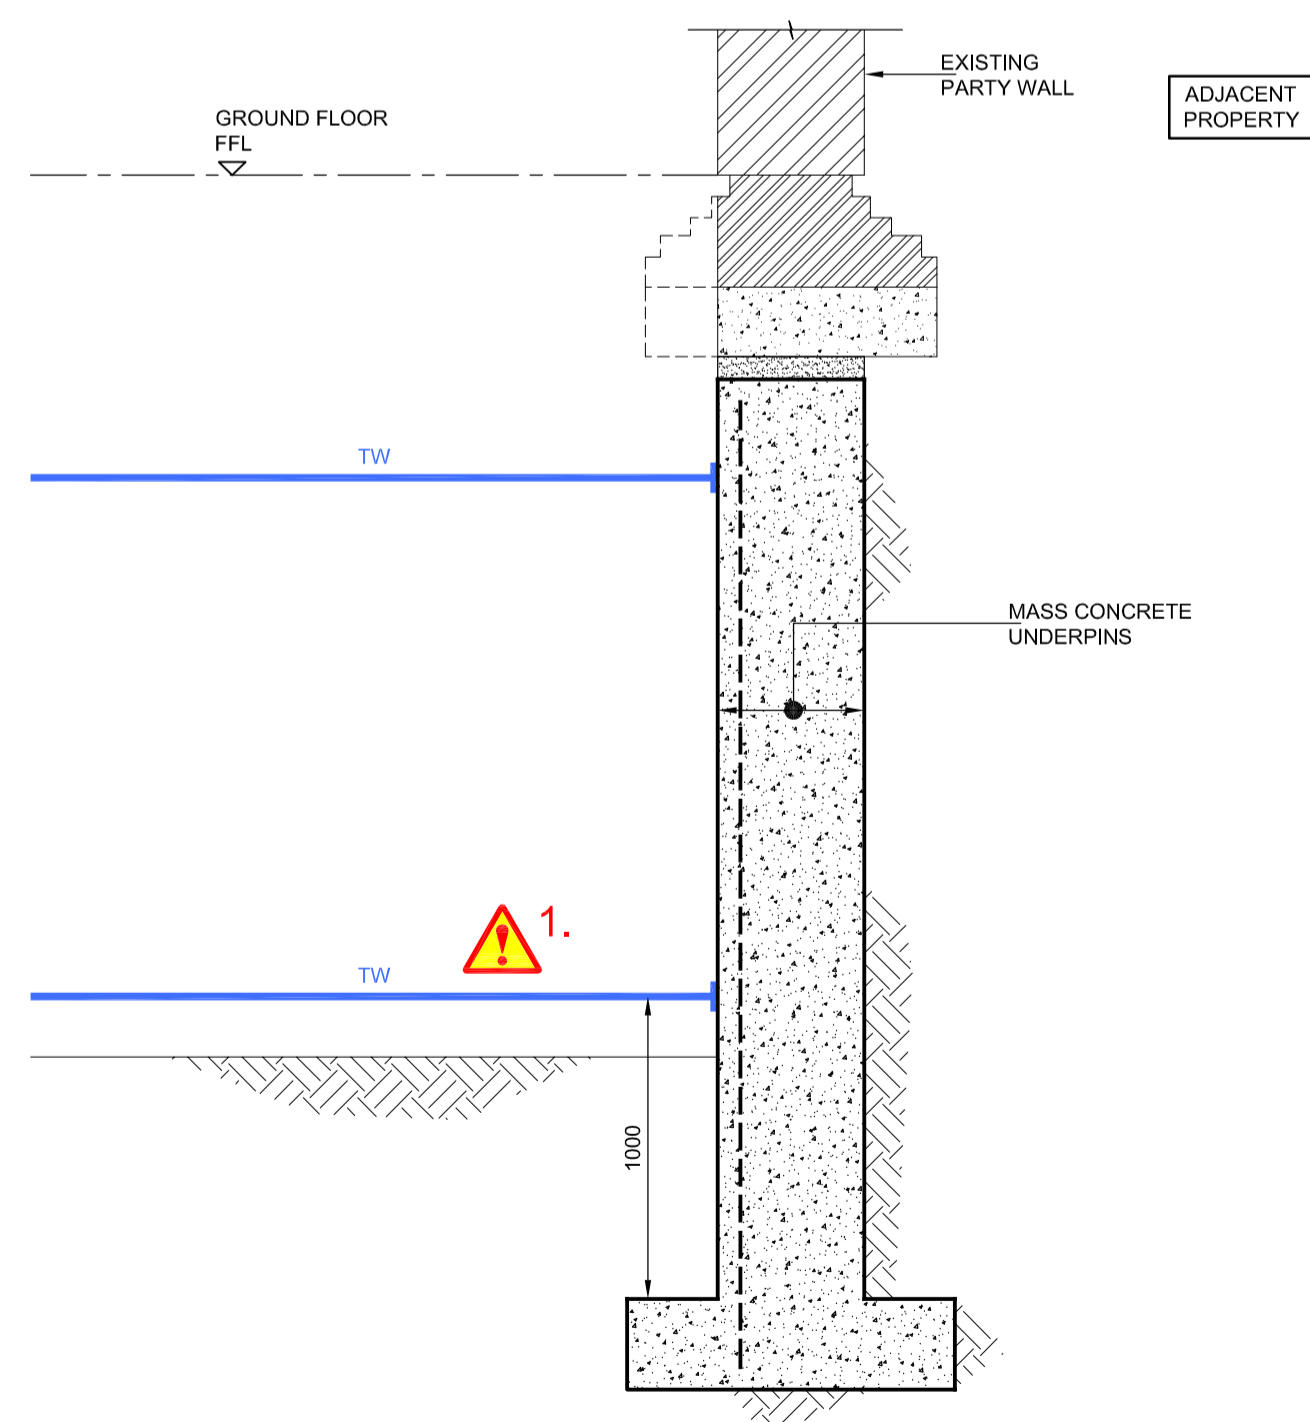 EXISTING
PARTY WALL
ADJACENT
PROPERTY
GROUND FLOOR
FFL
TW
MASS CONCRETE
UNDERPINS
1.
TW
1000